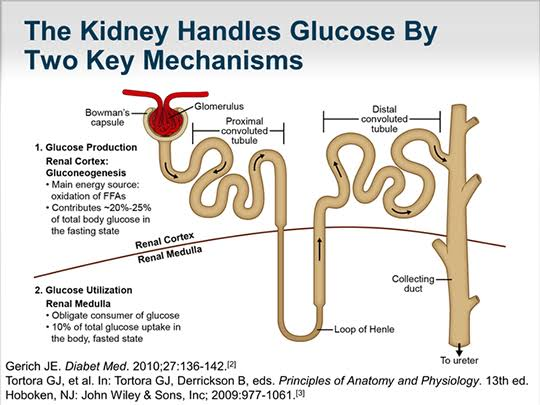 The Kidney Handles Glucose By
Two Key Mechanisms
Bowman's
capsule
Glomerulus
Proximal
convoluted
tubule
Distal
convoluted
tubule
1. Glucose Production
Renal Cortex:
Gluconeogenesis
• Main energy source:
oxidation of FFAs
• Contributes ~20%-25%
of total body glucose in
the fasting state
Renal Cortex
Renal Medulla
2. Glucose Utilization
Renal Medulla
• Obligate consumer of glucose
• 10% of total glucose uptake in
the body, fasted state
Collecting
duct
Loop of Henle
To ureter
Gerich JE. Diabet Med. 2010;27:136-142.[2]
Tortora GJ, et al. In: Tortora GJ, Derrickson B, eds. Principles of Anatomy and Physiology. 13th ed.
Hoboken, NJ: John Wiley & Sons, Inc; 2009:977-1061.[3]